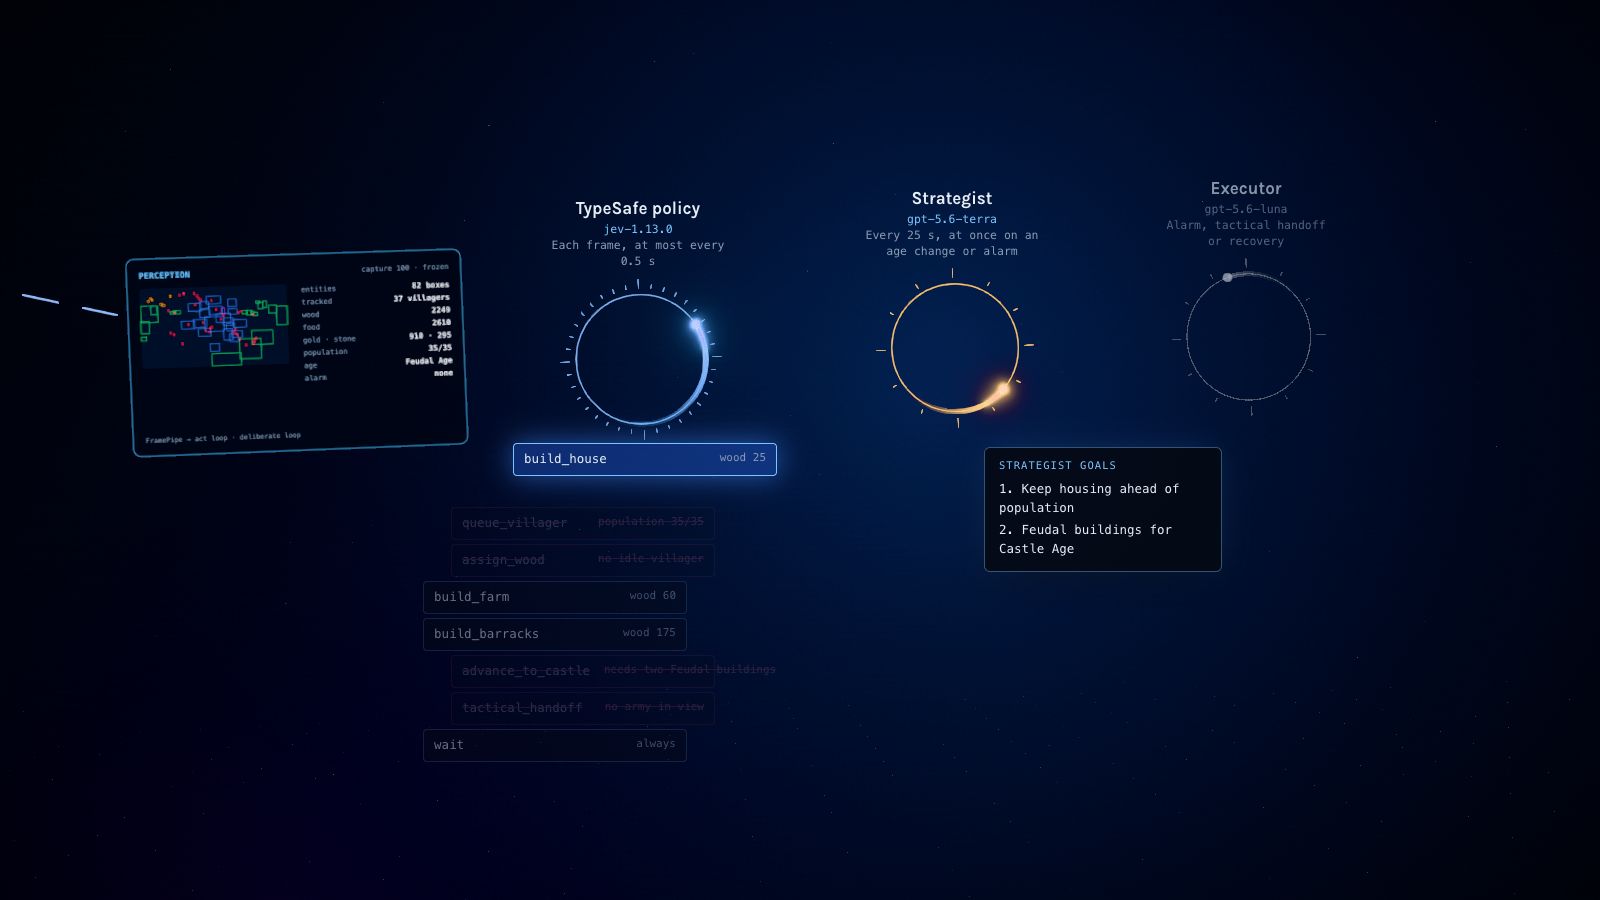 PERCEPTION
capture 100 · frozen
entities 82 boxes
tracked 37 villagers
wood 2249
food 2610
gold · stone 910 · 295
population 35/35
age Feudal Age
alarm none
FramePipe → act loop · deliberate loop
TypeSafe policy
jev-1.13.0
Each frame, at most every
0.5 s
build_house wood 25
queue_villager population 35/35
assign_wood no idle villager
build_farm wood 60
build_barracks wood 175
advance_to_castle needs two Feudal buildings
tactical_handoff no army in view
wait always
Strategist
gpt-5.6-terra
Every 25 s, at once on an
age change or alarm
STRATEGIST GOALS
1. Keep housing ahead of
population
2. Feudal buildings for
Castle Age
Executor
gpt-5.6-luna
Alarm, tactical handoff
or recovery